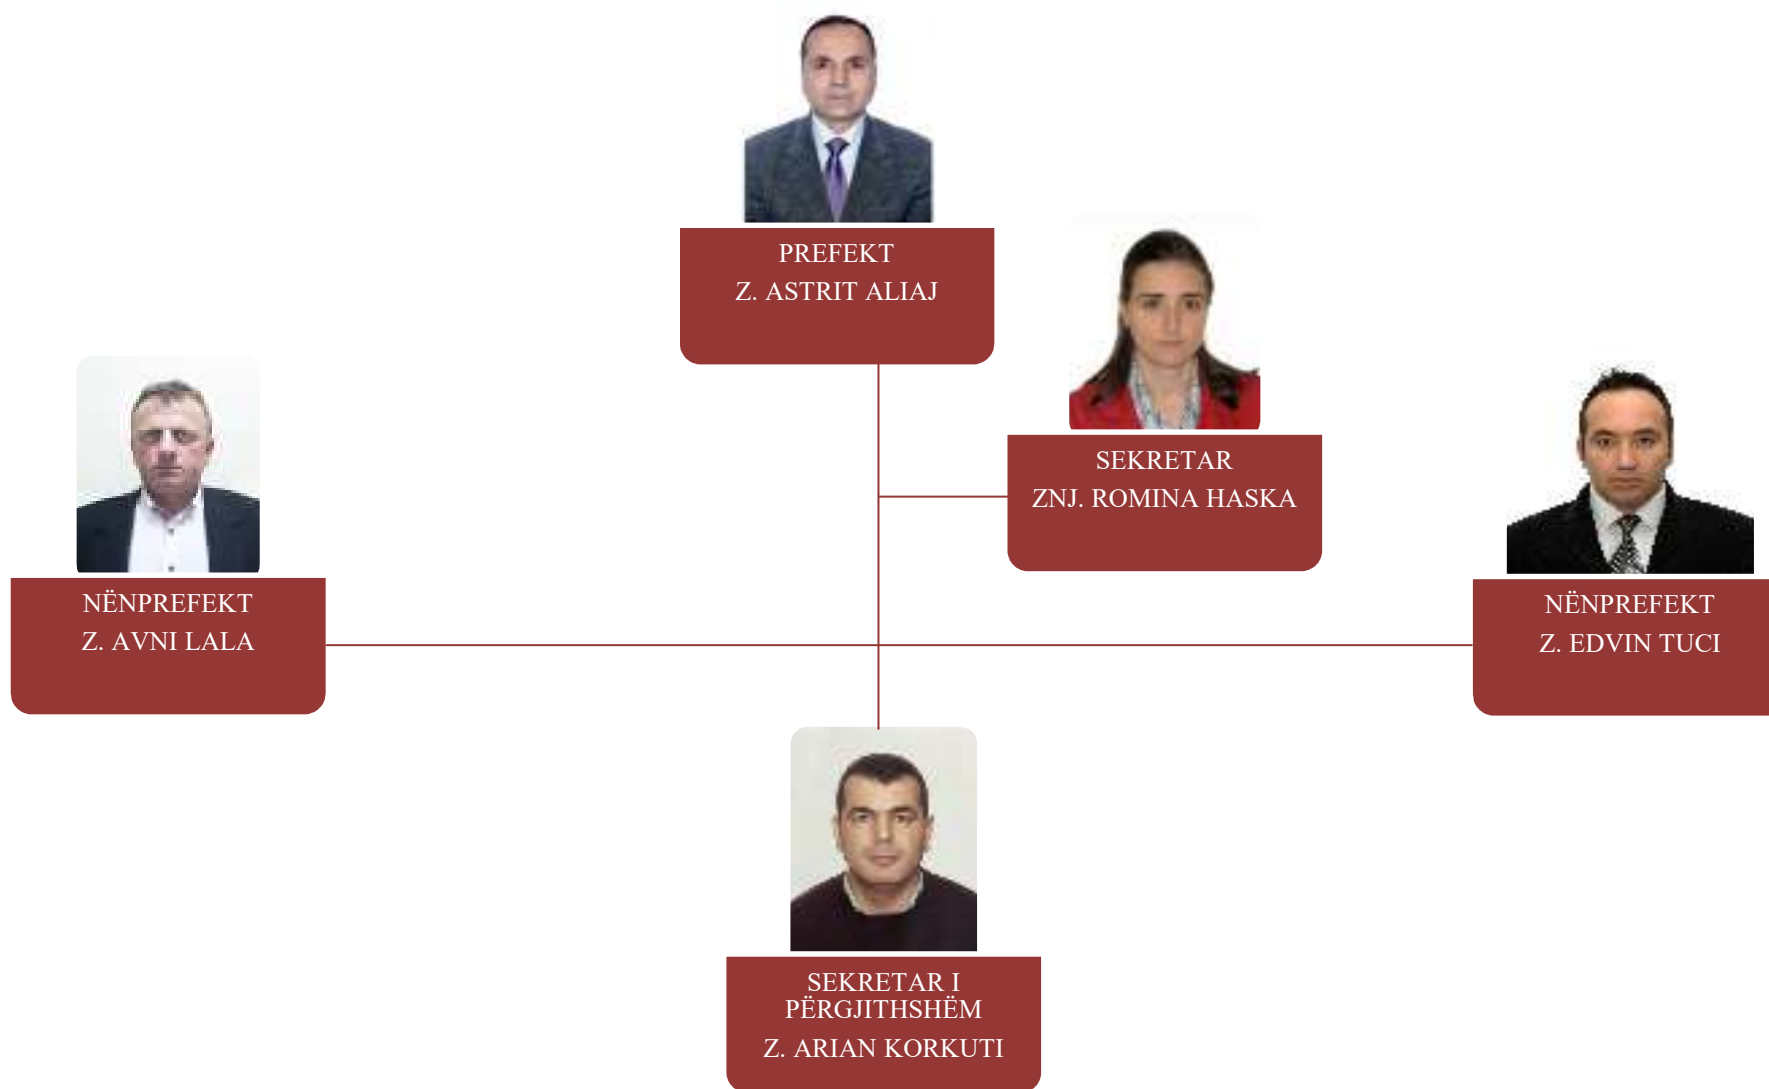 PREFEKT
Z. ASTRIT ALIAJ
SEKRETAR
ZNJ. ROMINA HASKA
NËNPREFEKT
Z. AVNI LALA
NËNPREFEKT
Z. EDVIN TUCI
SEKRETAR I
PËRGJITHSHËM
Z. ARIAN KORKUTI